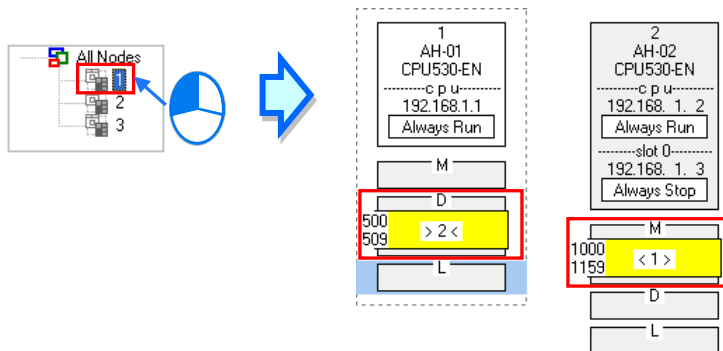 All Nodes
1
2
3
1
AH-01
CPU530-EN
--------c p u--------
192.168.1.1
Always Run
M
D
500
509
> 2 <
L
2
AH-02
CPU530-EN
--------c p u--------
192.168. 1. 2
Always Run
--------slot 0--------
192.168. 1. 3
Always Stop
M
1000
1159
< 1 >
D
L